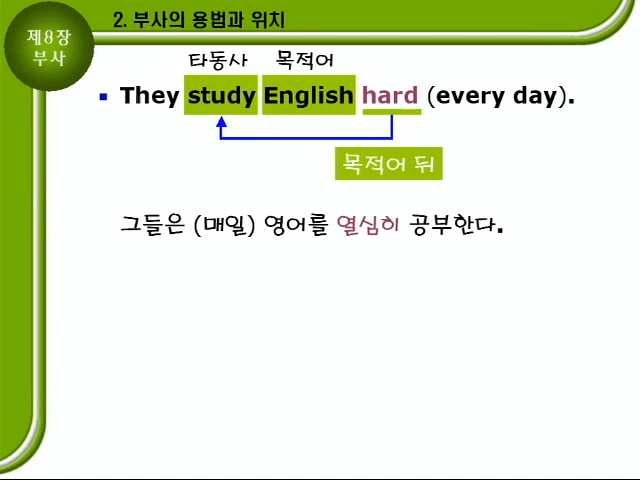 제8장
부사
2. 부사의 용법과 위치
타동사 목적어
▪ They study English hard (every day).
목적어 뒤
그들은 (매일) 영어를 열심히 공부한다.